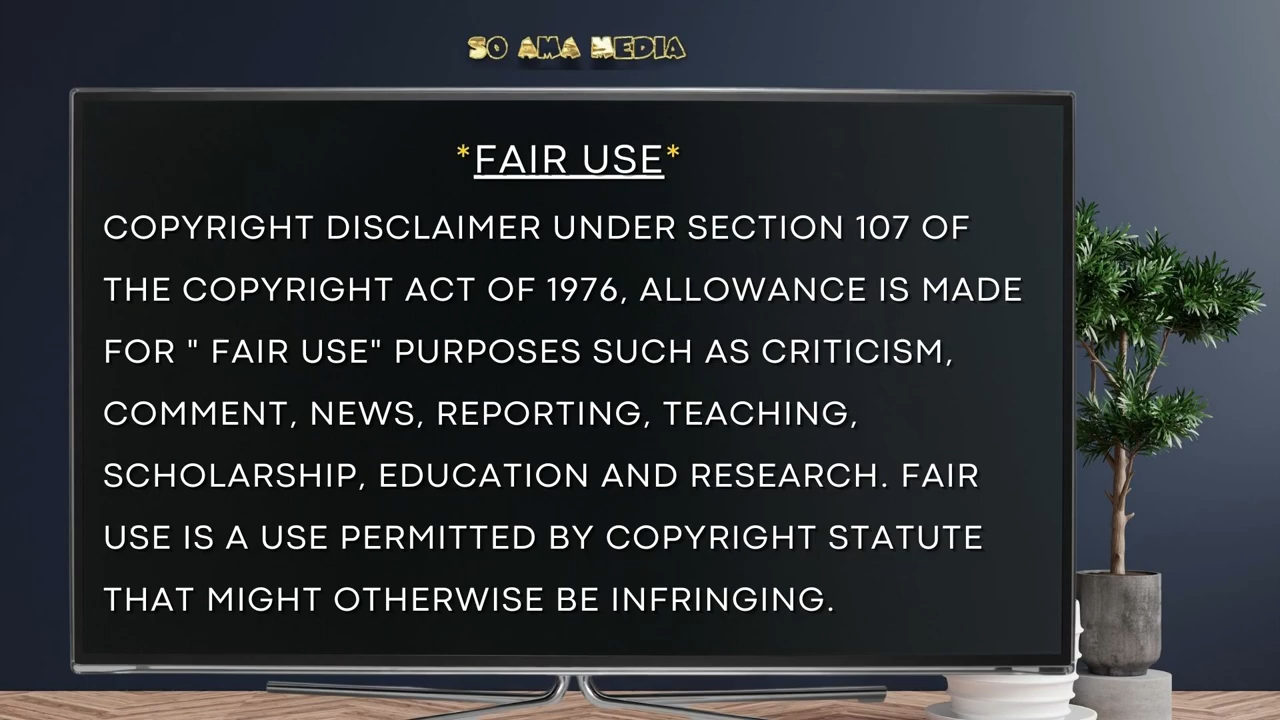 SO AMA MEDIA
*FAIR USE*
COPYRIGHT DISCLAIMER UNDER SECTION 107 OF
THE COPYRIGHT ACT OF 1976, ALLOWANCE IS MADE
FOR " FAIR USE" PURPOSES SUCH AS CRITICISM,
COMMENT, NEWS, REPORTING, TEACHING,
SCHOLARSHIP, EDUCATION AND RESEARCH. FAIR
USE IS A USE PERMITTED BY COPYRIGHT STATUTE
THAT MIGHT OTHERWISE BE INFRINGING.